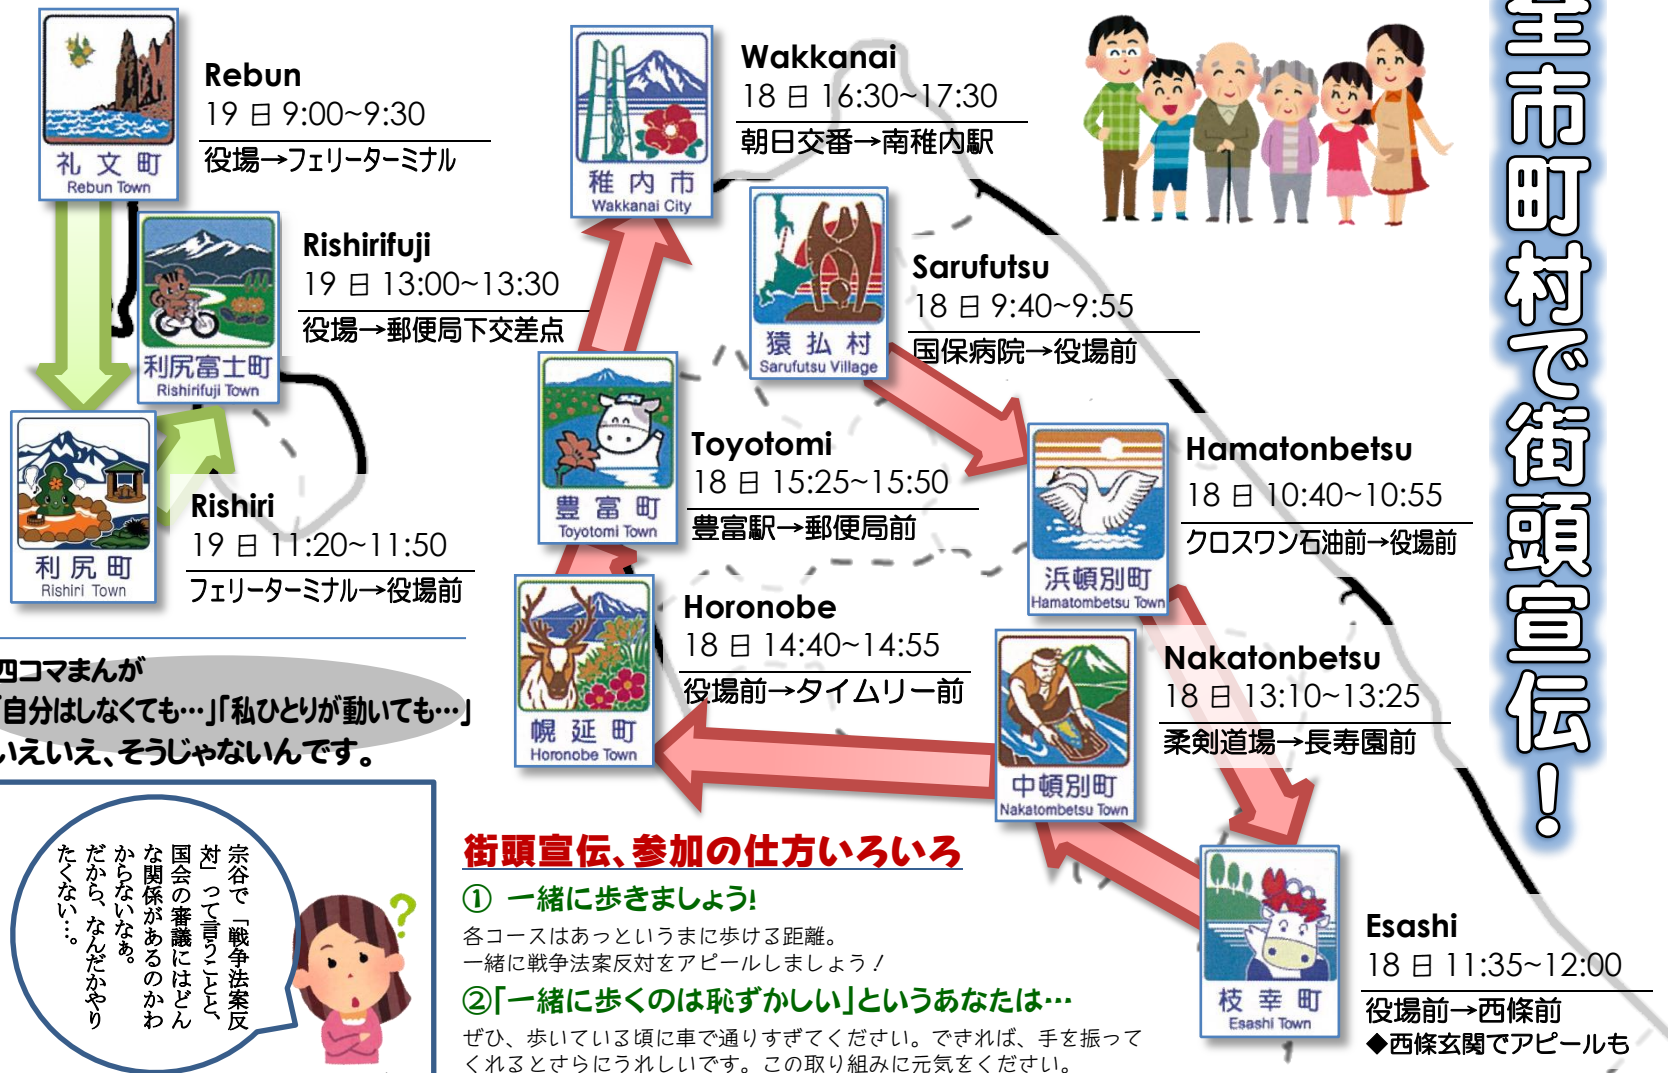 全市町村で街頭宣伝！
礼文町
Rebun Town
Rebun
19 日 9:00~9:30
役場→フェリーターミナル
利尻富士町
Rishirifuji Town
Rishirifuji
19 日 13:00~13:30
役場→郵便局下交差点
利尻町
Rishiri Town
Rishiri
19 日 11:20~11:50
フェリーターミナル→役場前
稚内市
Wakkanai City
Wakkanai
18 日 16:30~17:30
朝日交番→南稚内駅
猿払村
Sarufutsu Village
Sarufutsu
18 日 9:40~9:55
国保病院→役場前
豊富町
Toyotomi Town
Toyotomi
18 日 15:25~15:50
豊富駅→郵便局前
浜頓別町
Hamatombetsu Town
Hamatonbetsu
18 日 10:40~10:55
クロスワン石油前→役場前
幌延町
Horonobe Town
Horonobe
18 日 14:40~14:55
役場前→タイムリー前
中頓別町
Nakatombetsu Town
Nakatonbetsu
18 日 13:10~13:25
柔剣道場→長寿園前
枝幸町
Esashi Town
Esashi
18 日 11:35~12:00
役場前→西條前
◆西條玄関でアピールも
四コマまんが
「自分はしなくても…」「私ひとりが動いても…」
いえいえ、そうじゃないんです。
宗谷で「戦争法案反
対」って言うことと、
国会の審議にはどん
な関係があるのかわ
からないなぁ。
だから、なんだかやり
たくない…。
?
街頭宣伝、参加の仕方いろいろ
① 一緒に歩きましょう!
各コースはあっというまに歩ける距離。
一緒に戦争法案反対をアピールしましょう！
②「一緒に歩くのは恥ずかしい」というあなたは…
ぜひ、歩いている頃に車で通りすぎてください。できれば、手を振って
くれるとさらにうれしいです。この取り組みに元気をください。